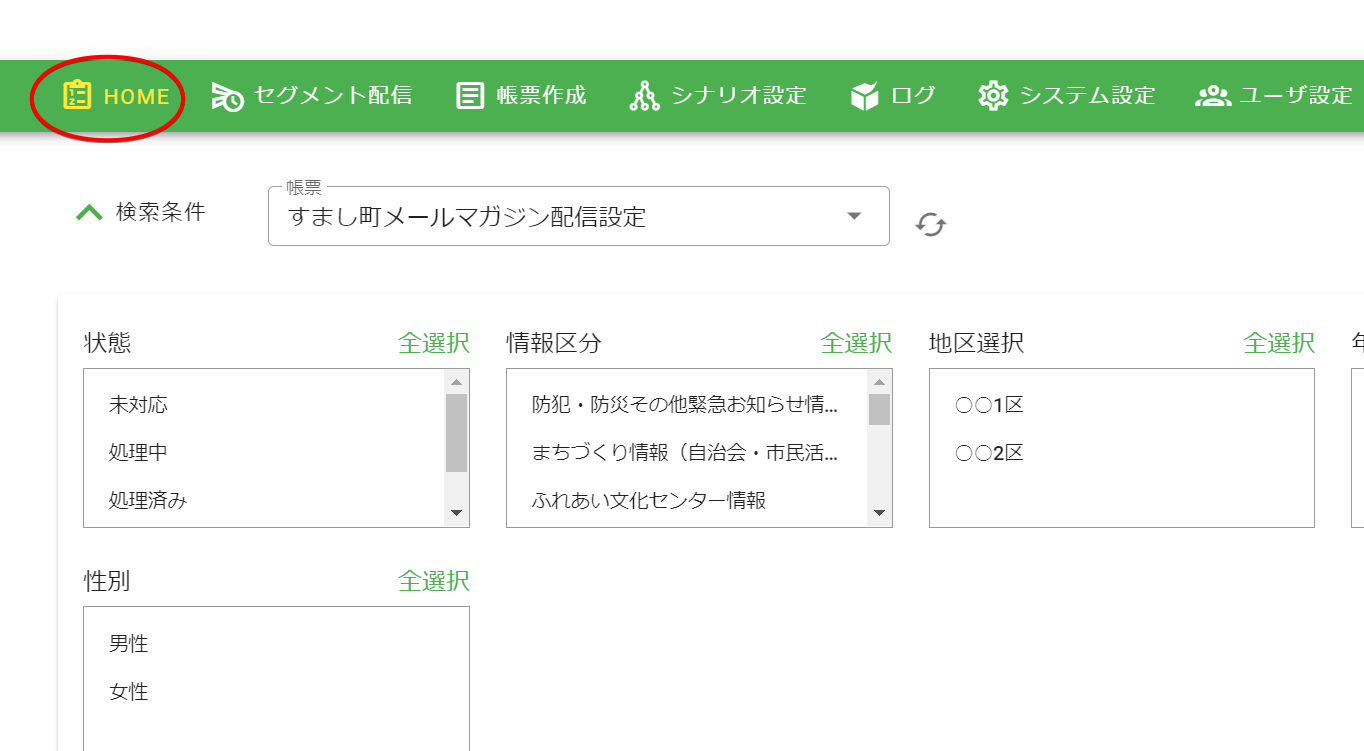 HOME セグメント配信 帳票作成 シナリオ設定 ログ システム設定 ユーザ設定
帳票
検索条件 すまし町メールマガジン配信設定
状態 全選択 情報区分 全選択 地区選択 全選択
未対応 防犯・防災その他緊急お知らせ情... 〇〇1区
処理中 まちづくり情報（自治会・市民活... 〇〇2区
処理済み ふれあい文化センター情報
性別 全選択
男性
女性